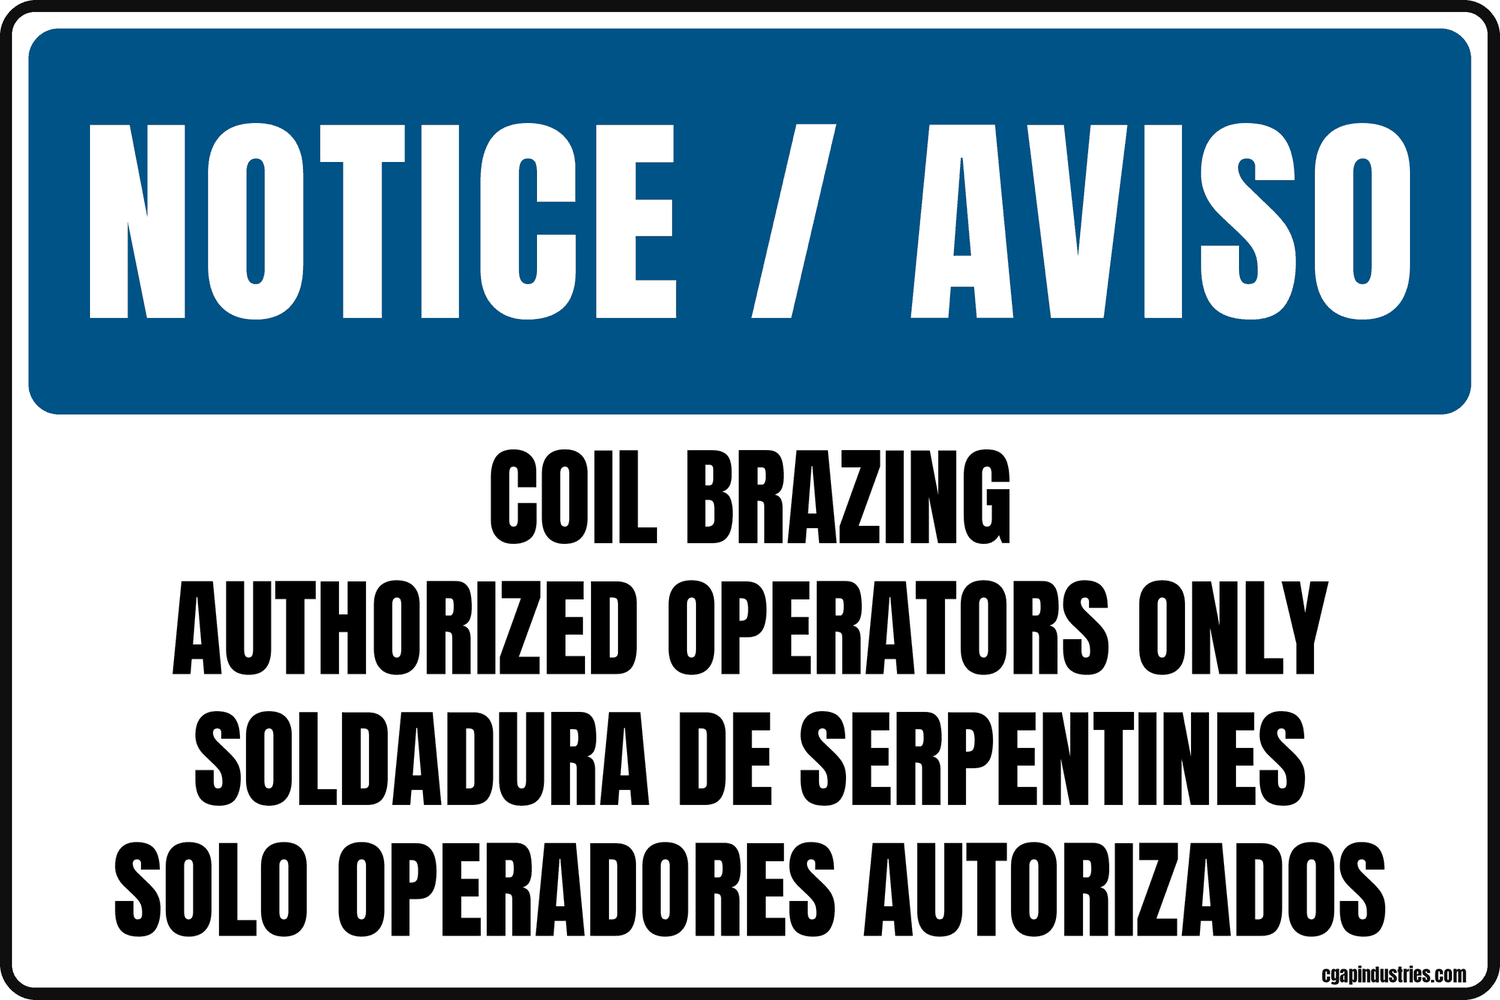 NOTICE / AVISO
COIL BRAZING
AUTHORIZED OPERATORS ONLY
SOLDADURA DE SERPENTINES
SOLO OPERADORES AUTORIZADOS
cgapindustries.com